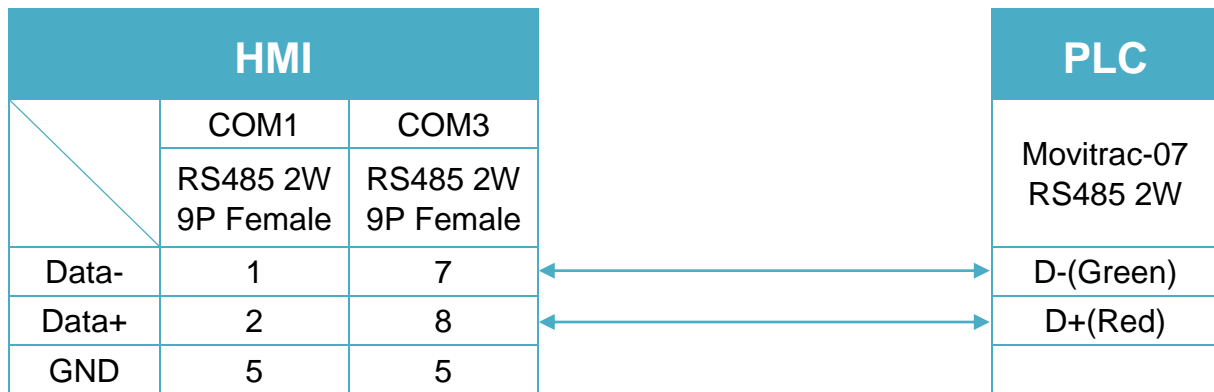 HMI
PLC
COM1 COM3
RS485 2W RS485 2W
9P Female 9P Female
Movitrac-07
RS485 2W
Data- 1 7 D-(Green)
Data+ 2 8 D+(Red)
GND 5 5